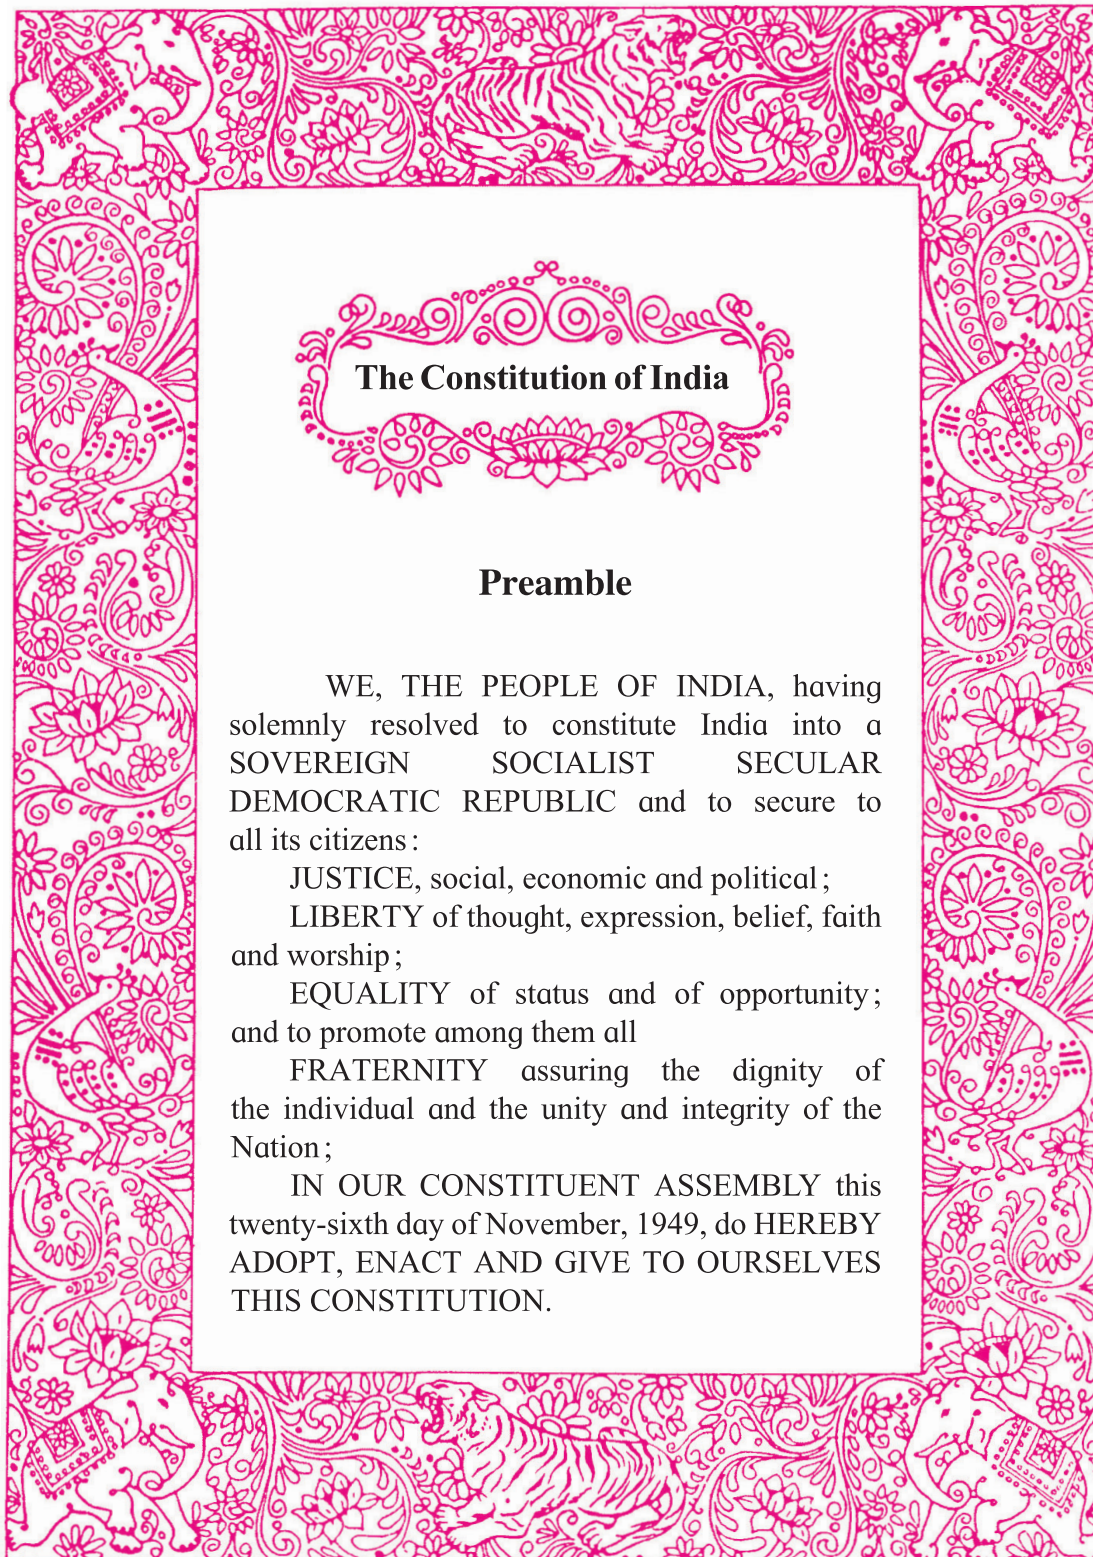 The Constitution of India
Preamble
WE, THE PEOPLE OF INDIA, having
solemnly resolved to constitute India into a
SOVEREIGN SOCIALIST SECULAR
DEMOCRATIC REPUBLIC and to secure to
all its citizens :
JUSTICE, social, economic and political ;
LIBERTY of thought, expression, belief, faith
and worship ;
EQUALITY of status and of opportunity ;
and to promote among them all
FRATERNITY assuring the dignity of
the individual and the unity and integrity of the
Nation ;
IN OUR CONSTITUENT ASSEMBLY this
twenty-sixth day of November, 1949, do HEREBY
ADOPT, ENACT AND GIVE TO OURSELVES
THIS CONSTITUTION.